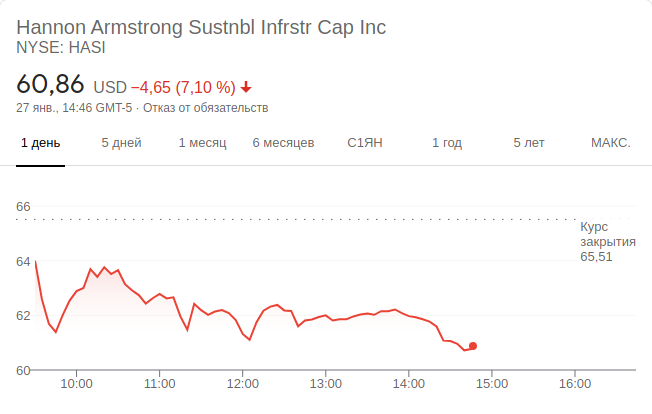 Hannon Armstrong Sustnbl Infrstr Cap Inc
NYSE: HASI
60,86 USD −4,65 (7,10 %)
27 янв., 14:46 GMT-5 · Отказ от обязательств
1 день 5 дней 1 месяц 6 месяцев С1ЯН 1 год 5 лет МАКС.
66
Курс
закрытия
65,51
64
62
60
10:00 11:00 12:00 13:00 14:00 15:00 16:00